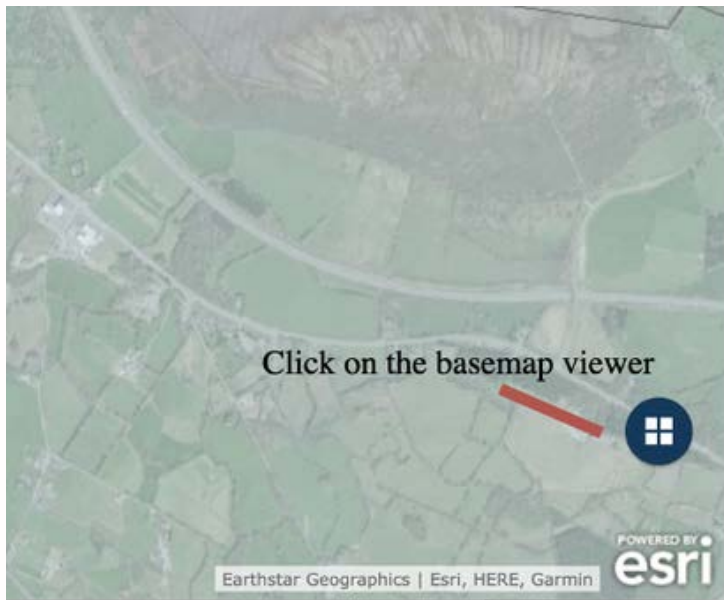 Click on the basemap viewer
POWERED BY
esri
Earthstar Geographics | Esri, HERE, Garmin